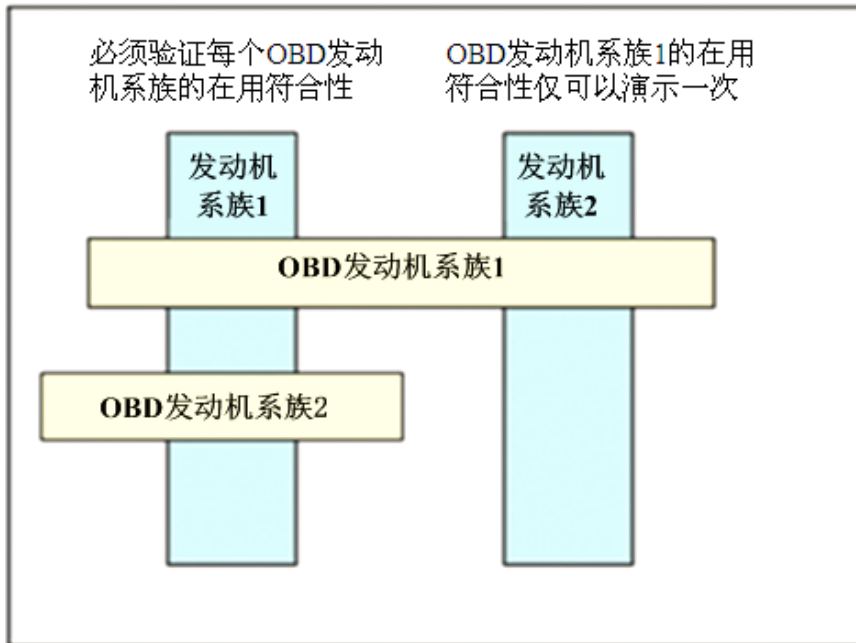 必须验证每个OBD发动
机系族的在用符合性
OBD发动机系族1的在用
符合性仅可以演示一次
发动机
系族1
发动机
系族2
OBD发动机系族1
OBD发动机系族2